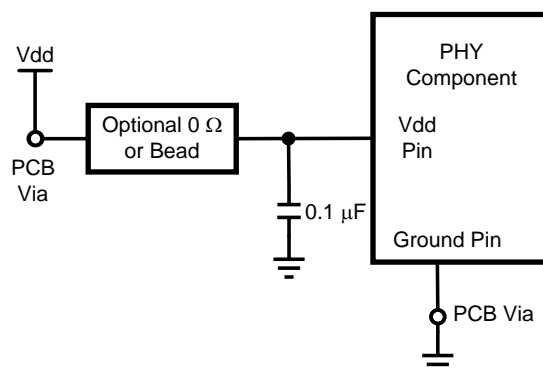 Vdd
PHY
Component
Optional 0 Ω
or Bead
Vdd
Pin
PCB
Via
0.1 μF
Ground Pin
PCB Via